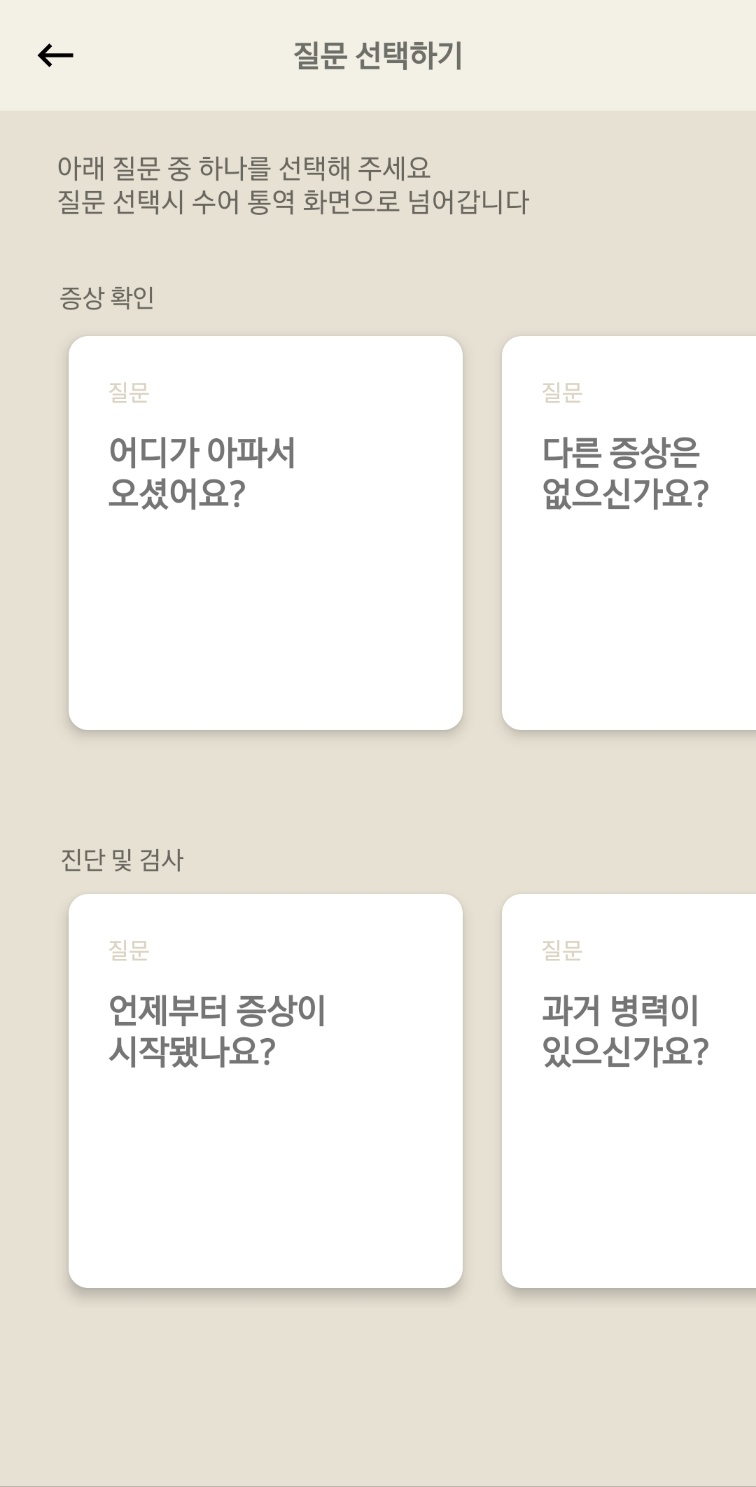 질문 선택하기
아래 질문 중 하나를 선택해 주세요
질문 선택시 수어 통역 화면으로 넘어갑니다
증상 확인
질문
어디가 아파서
오셨어요?
질문
다른 증상은
없으신가요?
진단 및 검사
질문
언제부터 증상이
시작됐나요?
질문
과거 병력이
있으신가요?